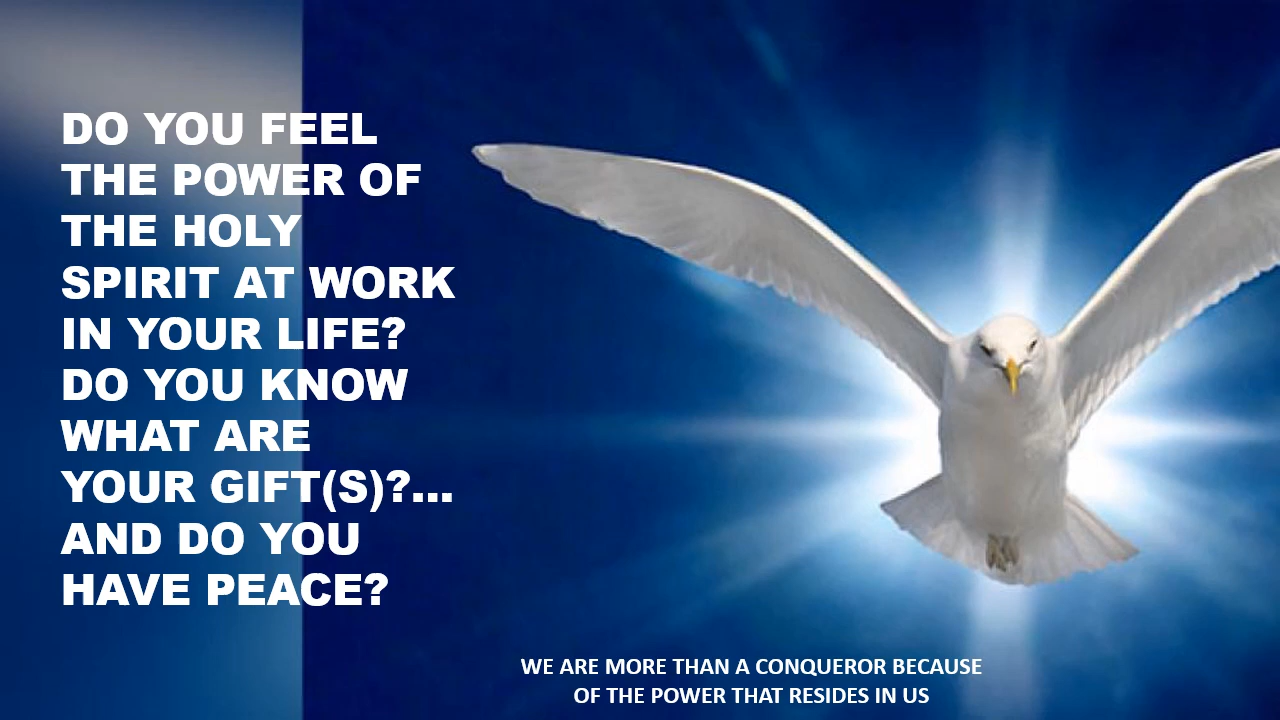 DO YOU FEEL
THE POWER OF
THE HOLY
SPIRIT AT WORK
IN YOUR LIFE?
DO YOU KNOW
WHAT ARE
YOUR GIFT(S)?...
AND DO YOU
HAVE PEACE?
WE ARE MORE THAN A CONQUEROR BECAUSE
OF THE POWER THAT RESIDES IN US